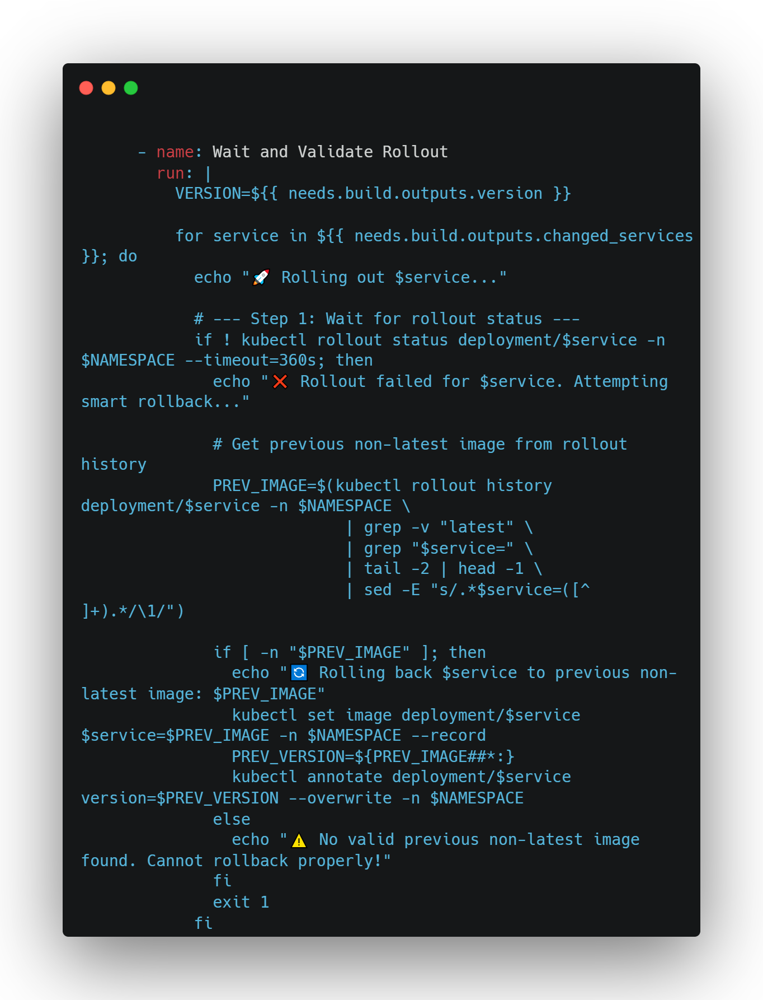 - name: Wait and Validate Rollout
run: |
VERSION=${{ needs.build.outputs.version }}
for service in ${{ needs.build.outputs.changed_services
}}; do
echo "🚀 Rolling out $service..."
# --- Step 1: Wait for rollout status ---
if ! kubectl rollout status deployment/$service -n
$NAMESPACE --timeout=360s; then
echo "❌ Rollout failed for $service. Attempting
smart rollback..."
# Get previous non-latest image from rollout
history
PREV_IMAGE=$(kubectl rollout history
deployment/$service -n $NAMESPACE \
| grep -v "latest" \
| grep "$service=" \
| tail -2 | head -1 \
| sed -E "s/.*$service=([^
]+).*/\1/")
if [ -n "$PREV_IMAGE" ]; then
echo "🔄 Rolling back $service to previous non-
latest image: $PREV_IMAGE"
kubectl set image deployment/$service
$service=$PREV_IMAGE -n $NAMESPACE --record
PREV_VERSION=${PREV_IMAGE##*:}
kubectl annotate deployment/$service
version=$PREV_VERSION --overwrite -n $NAMESPACE
else
echo "⚠️ No valid previous non-latest image
found. Cannot rollback properly!"
fi
exit 1
fi